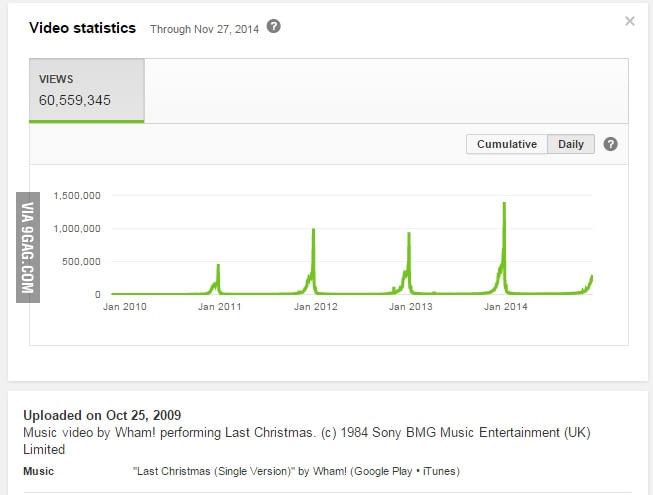 Video statistics Through Nov 27, 2014 ?
×
VIEWS
60,559,345
Cumulative Daily ?
1,500,000
1,000,000
500,000
0
Jan 2010 Jan 2011 Jan 2012 Jan 2013 Jan 2014
VIA 9GAG.COM
Uploaded on Oct 25, 2009
Music video by Wham! performing Last Christmas. (c) 1984 Sony BMG Music Entertainment (UK)
Limited
Music "Last Christmas (Single Version)" by Wham! (Google Play • iTunes)